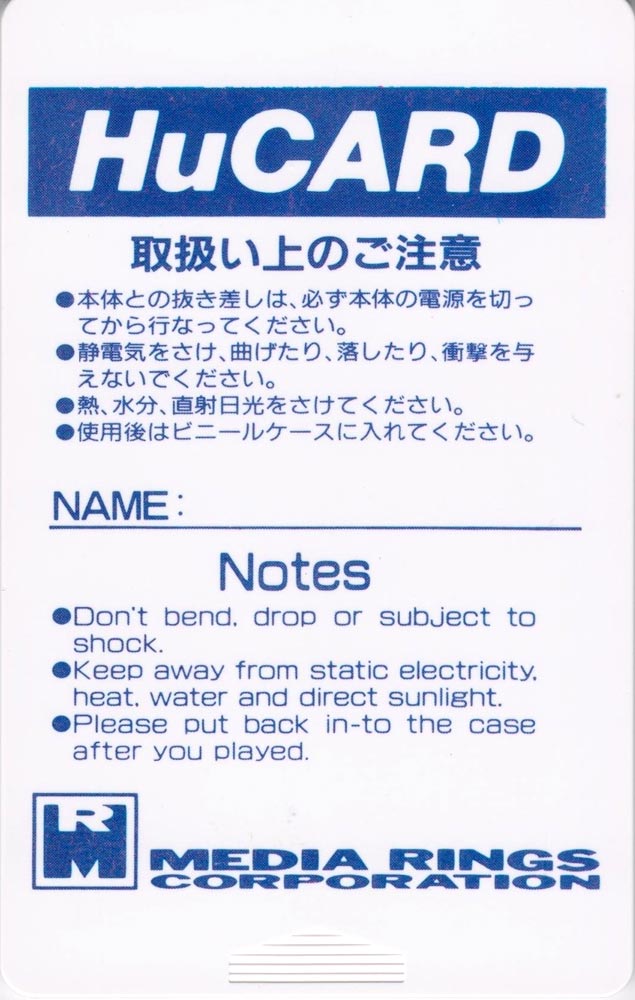 HuCARD
取扱い上のご注意
●本体との抜き差しは、必ず本体の電源を切っ
てから行なってください。
●静電気をさけ、曲げたり、落したり、衝撃を与
えないでください。
●熱、水分、直射日光をさけてください。
●使用後はビニールケースに入れてください。
NAME:
Notes
●Don't bend, drop or subject to
shock.
●Keep away from static electricity,
heat, water and direct sunlight.
●Please put back in-to the case
after you played.
RM
MEDIA RINGS
CORPORATION